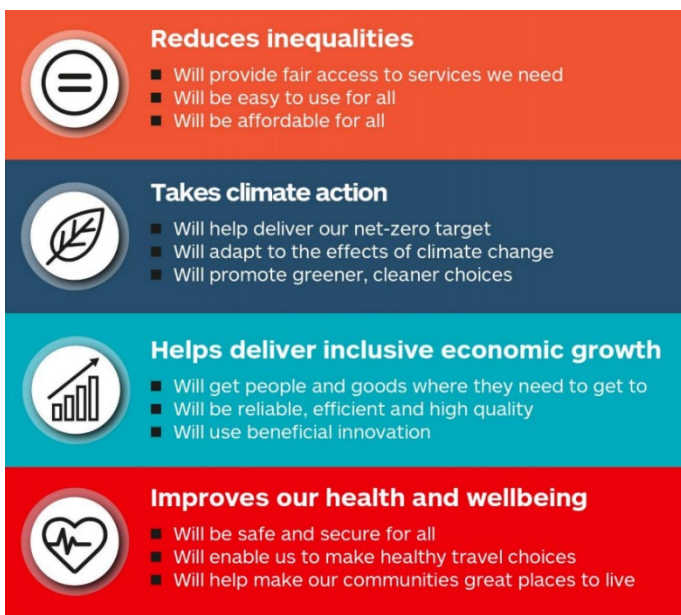 Reduces inequalities
■ Will provide fair access to services we need
■ Will be easy to use for all
■ Will be affordable for all
Takes climate action
■ Will help deliver our net-zero target
■ Will adapt to the effects of climate change
■ Will promote greener, cleaner choices
Helps deliver inclusive economic growth
■ Will get people and goods where they need to get to
■ Will be reliable, efficient and high quality
■ Will use beneficial innovation
Improves our health and wellbeing
■ Will be safe and secure for all
■ Will enable us to make healthy travel choices
■ Will help make our communities great places to live